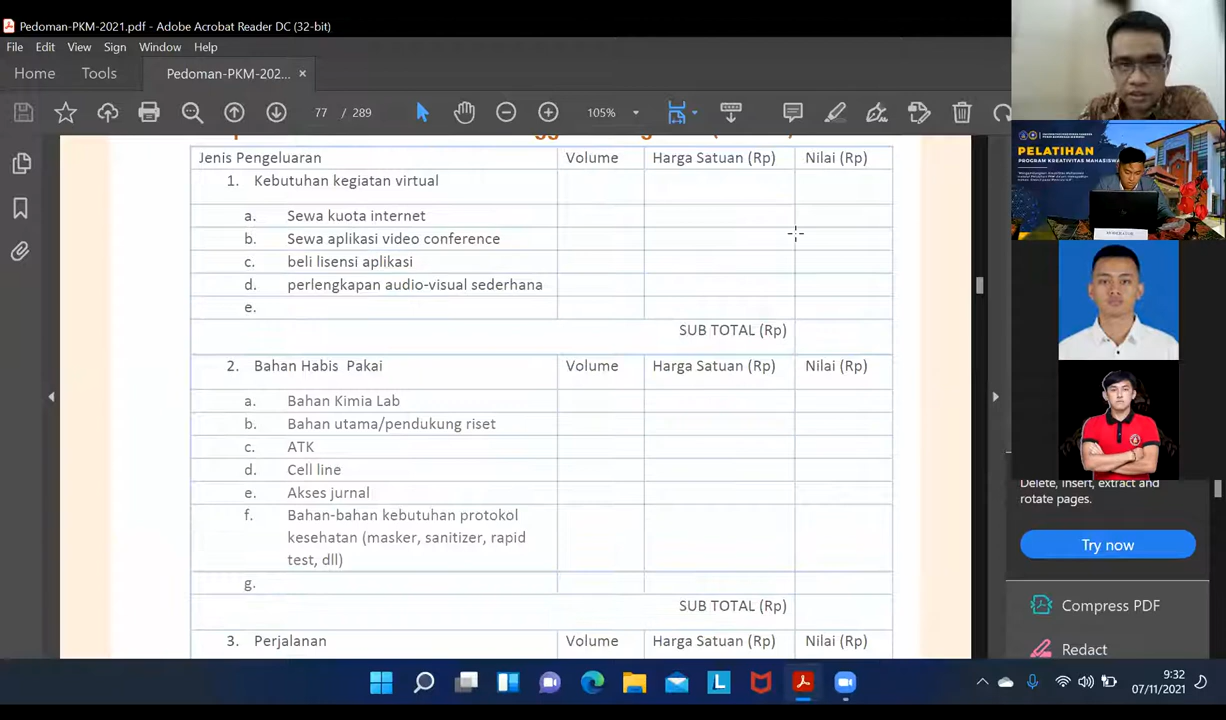 Pedoman-PKM-2021.pdf - Adobe Acrobat Reader DC (32-bit)
File Edit View Sign Window Help
Home Tools Pedoman-PKM-202... ×
77 / 289 105%
Jenis Pengeluaran Volume Harga Satuan (Rp) Nilai (Rp)
1. Kebutuhan kegiatan virtual
a. Sewa kuota internet
b. Sewa aplikasi video conference
c. beli lisensi aplikasi
d. perlengkapan audio-visual sederhana
e.
SUB TOTAL (Rp)
2. Bahan Habis Pakai Volume Harga Satuan (Rp) Nilai (Rp)
a. Bahan Kimia Lab
b. Bahan utama/pendukung riset
c. ATK
d. Cell line
e. Akses jurnal
f. Bahan-bahan kebutuhan protokol
kesehatan (masker, sanitizer, rapid
test, dll)
g.
SUB TOTAL (Rp)
3. Perjalanan Volume Harga Satuan (Rp) Nilai (Rp)
PELATIHAN
PROGRAM KREATIVITAS MAHASISWA
Delete, insert, extract and
rotate pages.
Try now
Compress PDF
Redact
9:32
07/11/2021